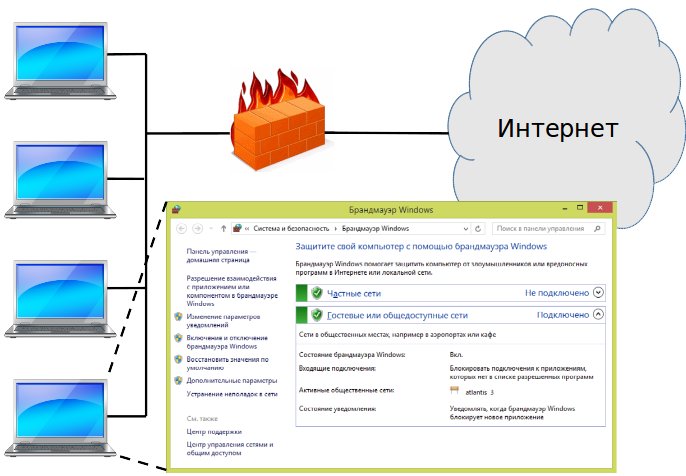 Интернет
Брандмауэр Windows
Система и безопасность
Брандмауэр Windows
Поиск в панели управления
Панель управления —
домашняя страница
Разрешение взаимодействия
с приложением или
компонентом в брандмауэре
Windows
Изменение параметров
уведомлений
Включение и отключение
брандмауэра Windows
Восстановить значения по
умолчанию
Дополнительные параметры
Устранение неполадок в сети
См. также
Центр поддержки
Центр управления сетями и
общим доступом
Защитите свой компьютер с помощью брандмауэра Windows
Брандмауэр Windows помогает защитить компьютер от злоумышленников или вредоносных
программ в Интернете или локальной сети.
Частные сети Не подключено
Гостевые или общедоступные сети Подключено
Сети в общественных местах, например в аэропортах или кафе
Состояние брандмауэра Windows: Вкл.
Входящие подключения: Блокировать подключения к приложениям,
которых нет в списке разрешенных программ
Активные общественные сети: atlantis 3
Состояние уведомления: Уведомлять, когда брандмауэр Windows
блокирует новое приложение